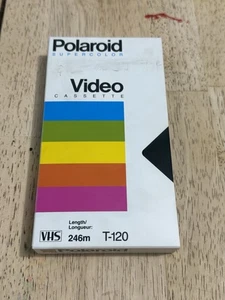 Polaroid
SUPERCOLOR
Video
CASSETTE
Length/
Longueur:
VHS 246m T-120